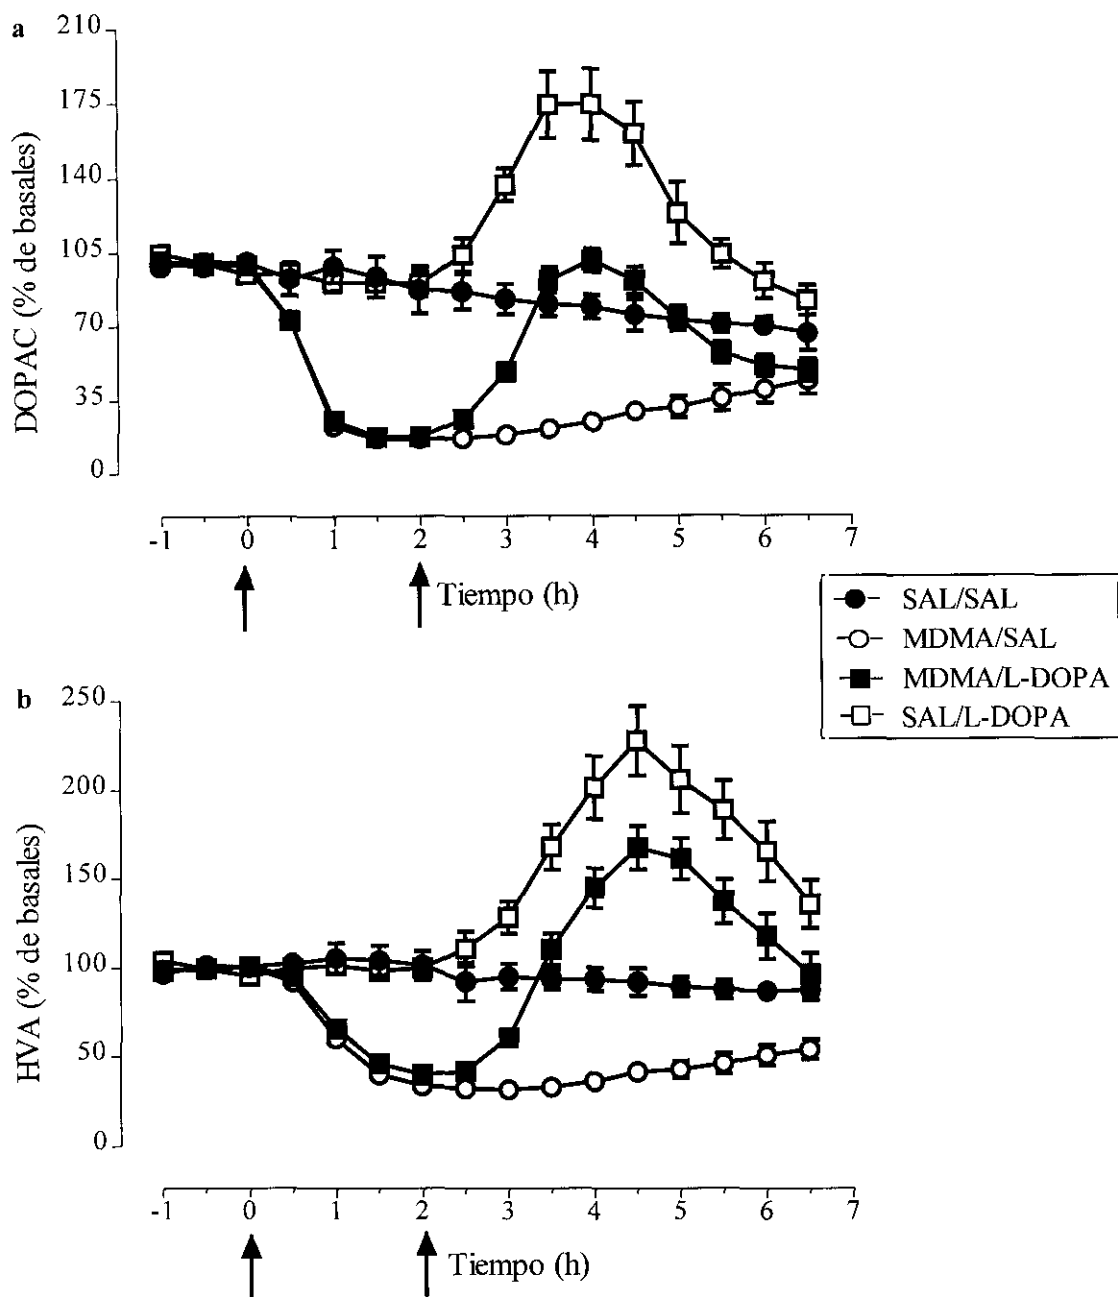 a
DOPAC (% de basales)
210
175
140
105
70
35
0
-1 0 1 2 3 4 5 6 7
Tiempo (h)
SAL/SAL
MDMA/SAL
MDMA/L-DOPA
SAL/L-DOPA
b
HVA (% de basales)
250
200
150
100
50
0
-1 0 1 2 3 4 5 6 7
Tiempo (h)